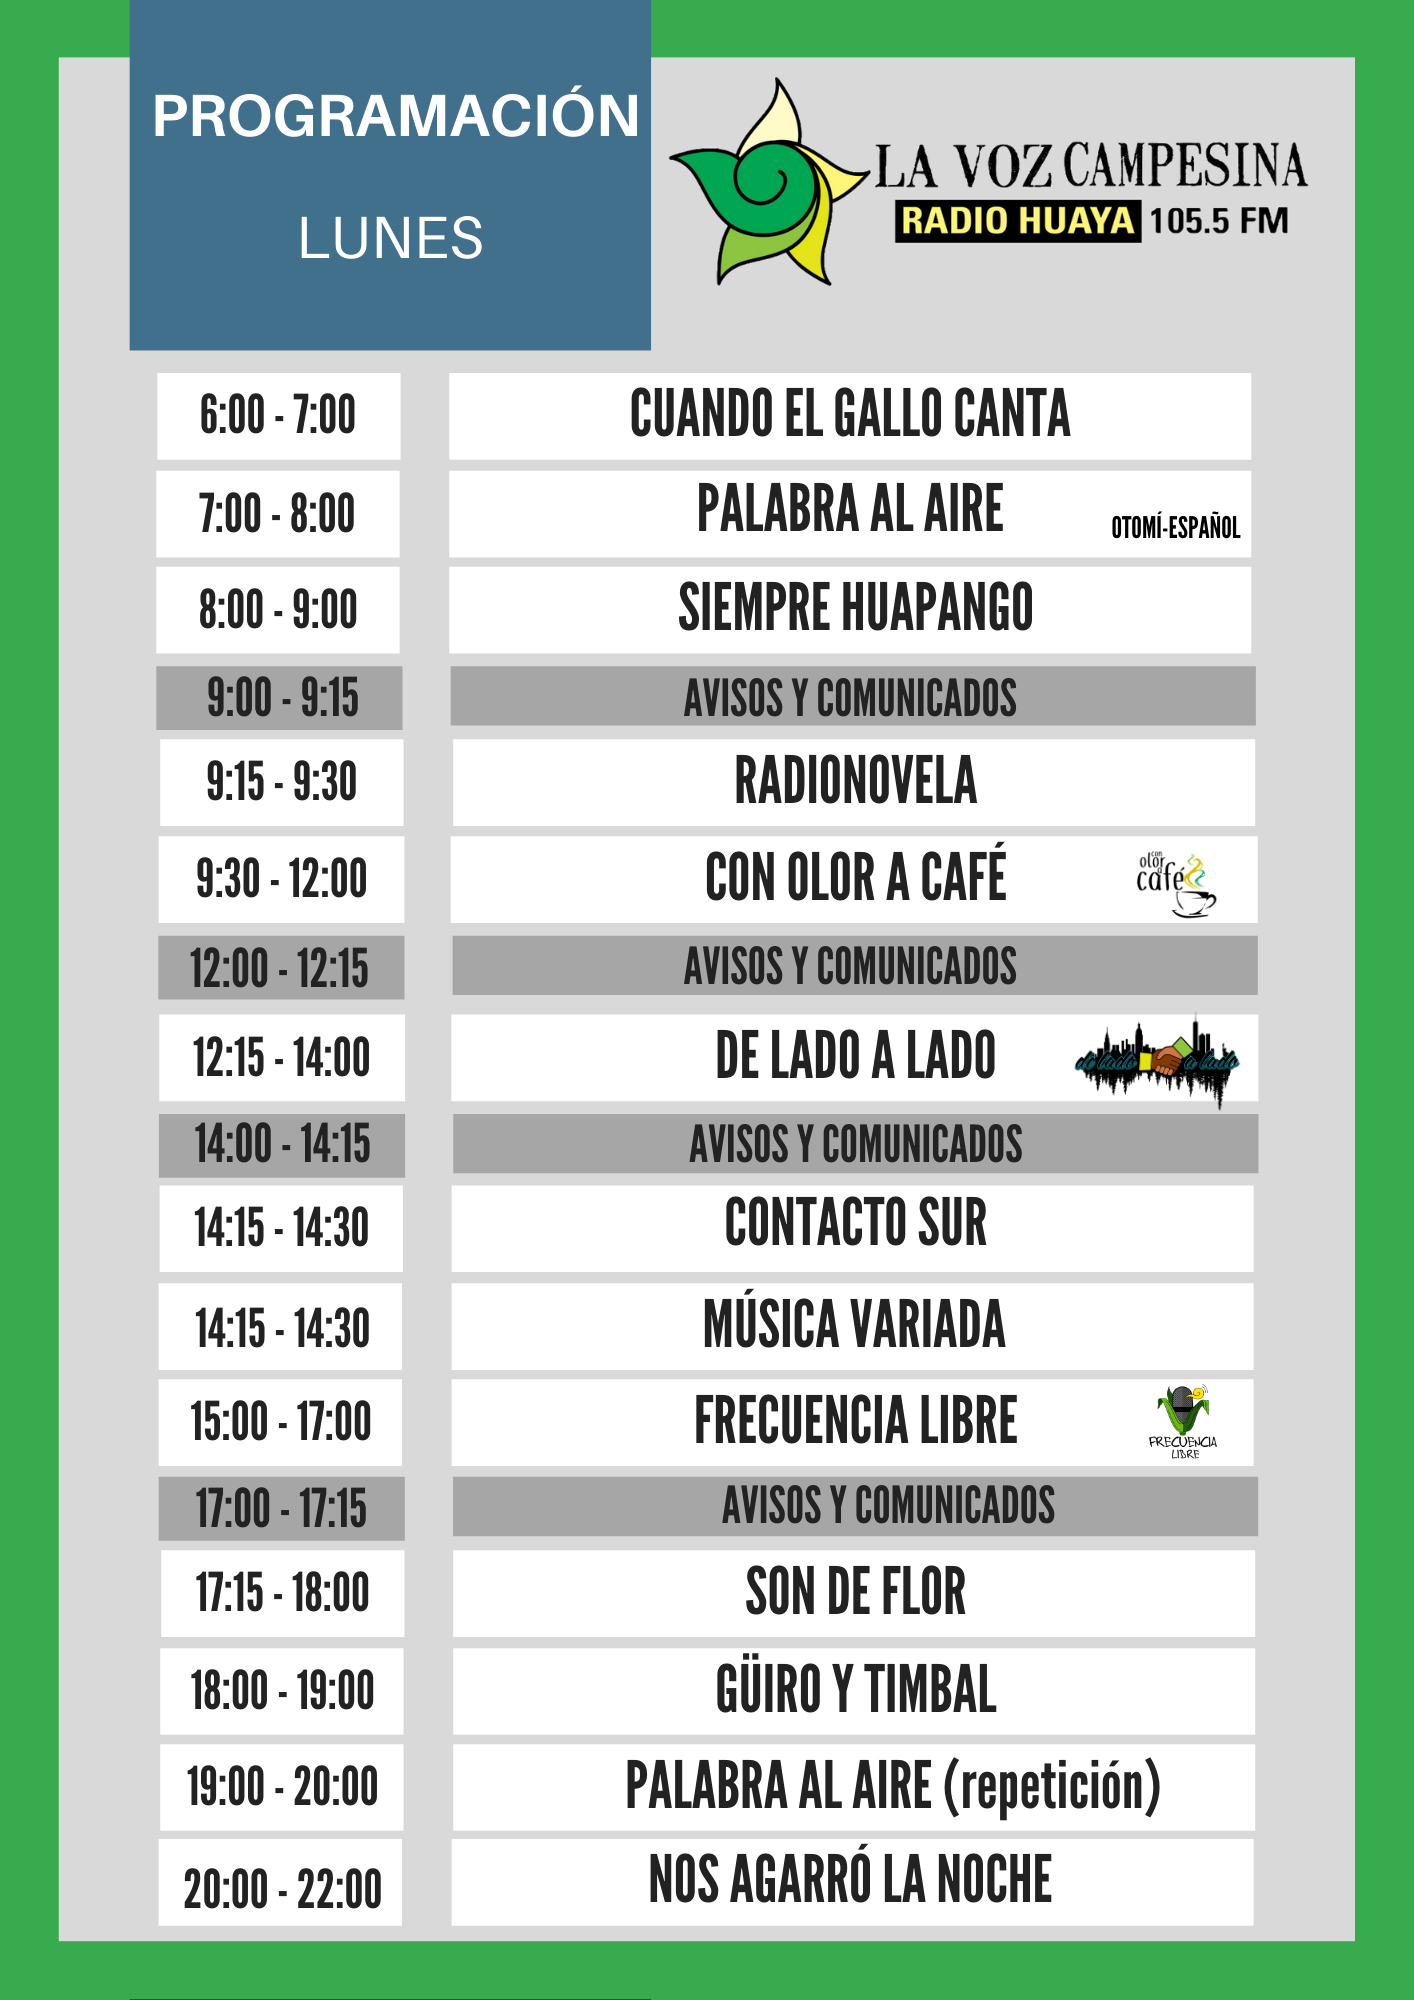 PROGRAMACIÓN
LUNES
LA VOZ CAMPESINA
RADIO HUAYA 105.5 FM
6:00 - 7:00 CUANDO EL GALLO CANTA
7:00 - 8:00 PALABRA AL AIRE OTOMÍ-ESPAÑOL
8:00 - 9:00 SIEMPRE HUAPANGO
9:00 - 9:15 AVISOS Y COMUNICADOS
9:15 - 9:30 RADIONOVELA
9:30 - 12:00 CON OLOR A CAFÉ
con
olor
a
café
12:00 - 12:15 AVISOS Y COMUNICADOS
12:15 - 14:00 DE LADO A LADO
de lado a lado
14:00 - 14:15 AVISOS Y COMUNICADOS
14:15 - 14:30 CONTACTO SUR
14:15 - 14:30 MÚSICA VARIADA
15:00 - 17:00 FRECUENCIA LIBRE
FRECUENCIA
LIBRE
17:00 - 17:15 AVISOS Y COMUNICADOS
17:15 - 18:00 SON DE FLOR
18:00 - 19:00 GÜIRO Y TIMBAL
19:00 - 20:00 PALABRA AL AIRE (repetición)
20:00 - 22:00 NOS AGARRÓ LA NOCHE